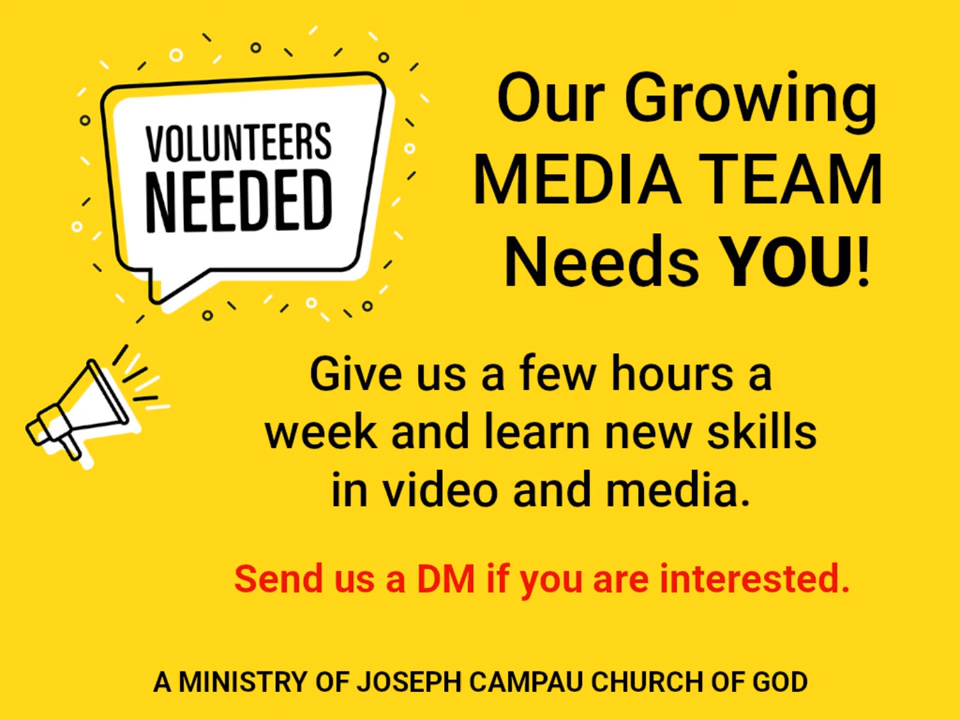 VOLUNTEERS
NEEDED
Our Growing
MEDIA TEAM
Needs YOU!
Give us a few hours a
week and learn new skills
in video and media.
Send us a DM if you are interested.
A MINISTRY OF JOSEPH CAMPAU CHURCH OF GOD